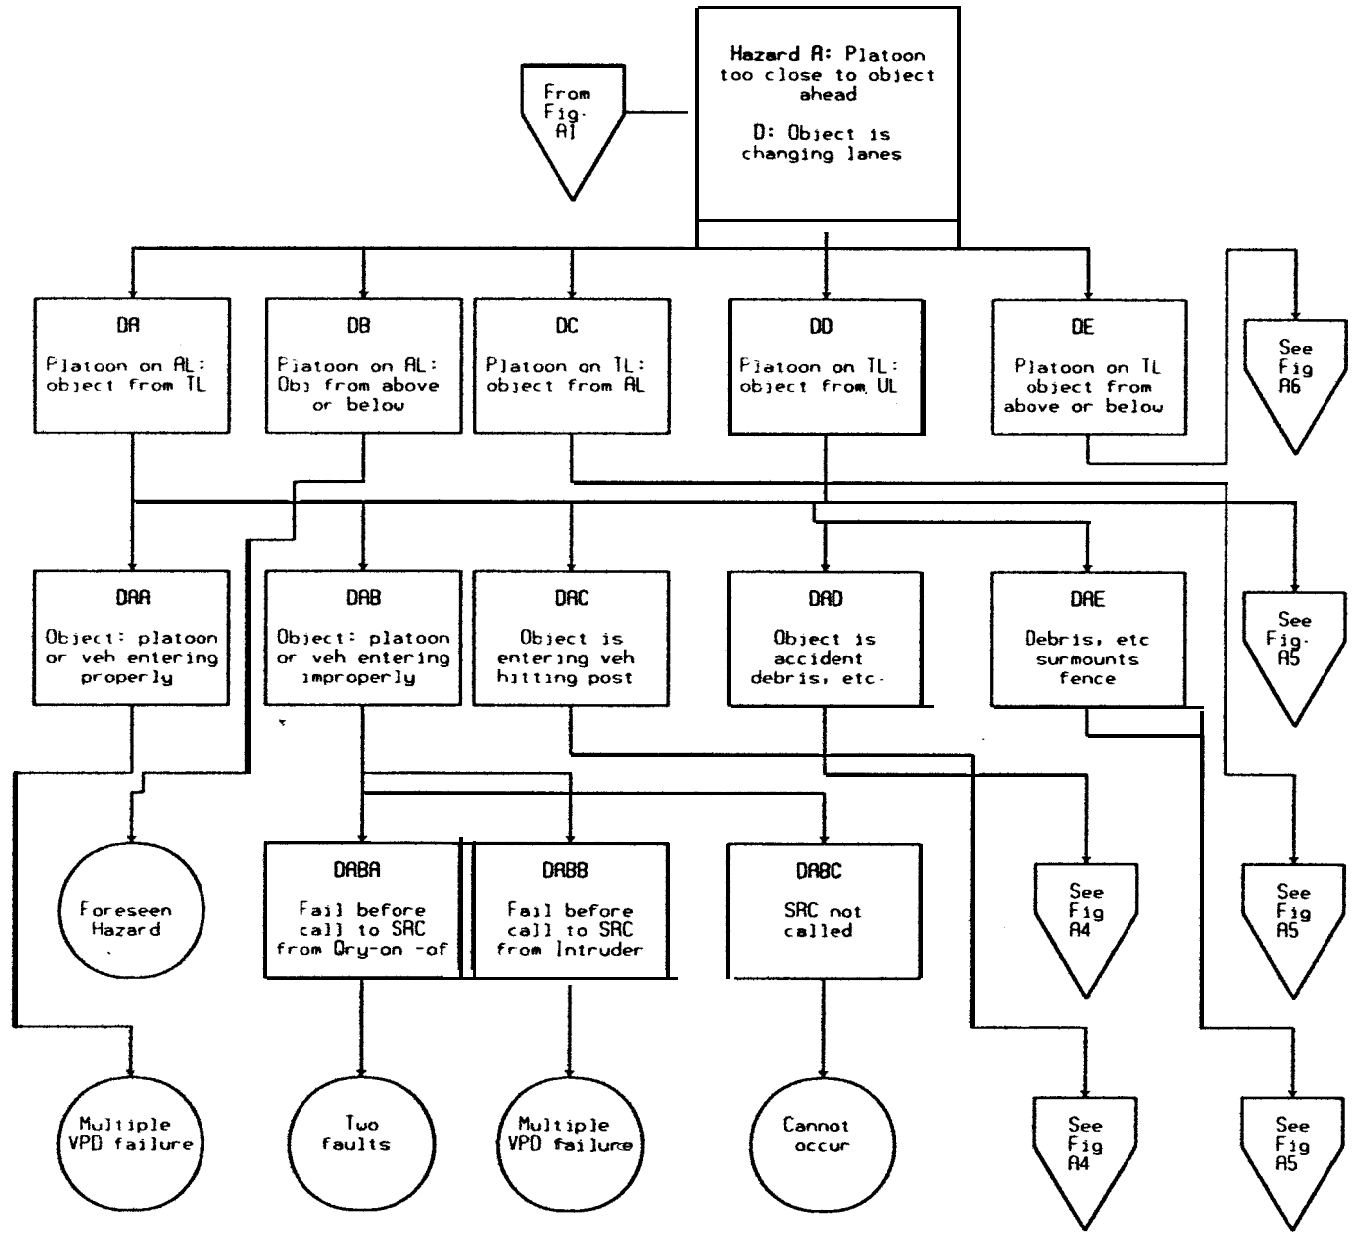 Hazard A: Platoon
too close to object
ahead
D: Object is
changing lanes
From
Fig.
A1
DA
Platoon on AL:
object from TL
DB
Platoon on AL:
Obj from above
or below
DC
Platoon on TL:
object from AL
DD
Platoon on TL:
object from UL
DE
Platoon on TL
object from
above or below
See
Fig
A6
DAA
Object: platoon
or veh entering
properly
DAB
Object: platoon
or veh entering
improperly
DAC
Object is
entering veh
hitting post
DAD
Object is
accident
debris, etc.
DAE
Debris, etc
surmounts
fence
See
Fig.
A5
Foreseen
Hazard
DABA
Fail before
call to SRC
from Qry-on -of
DABB
Fail before
call to SRC
from Intruder
DABC
SRC not
called
See
Fig
A4
See
Fig
A5
Multiple
VPD failure
Two
faults
Multiple
VPD failure
Cannot
occur
See
Fig
A4
See
Fig
A5